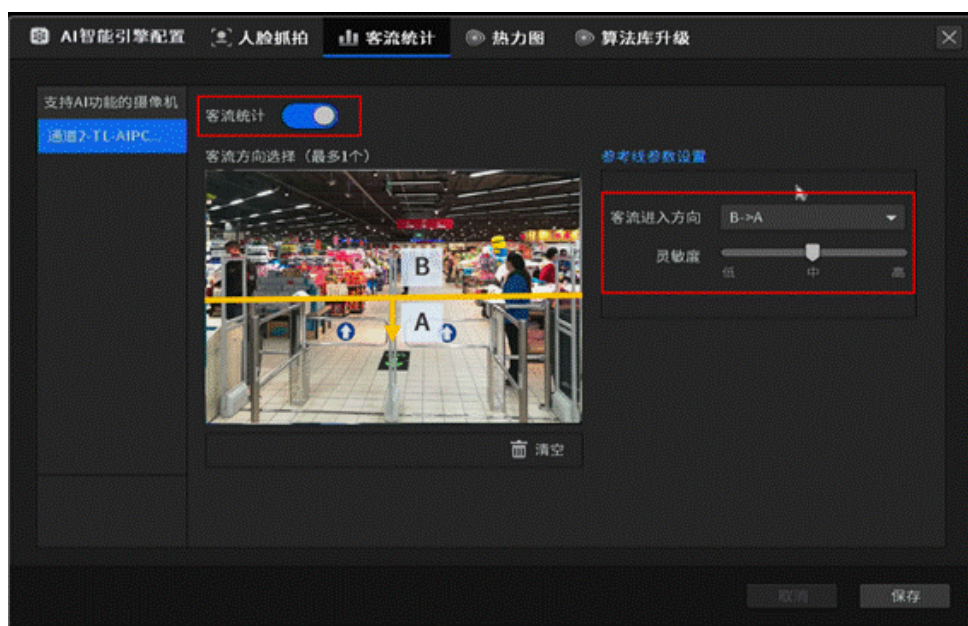 AI智能引擎配置 人脸抓拍 客流统计 热力图 算法库升级
支持AI功能的摄像机
通道2-TL-AIPC...
客流统计
客流方向选择（最多1个）
B
A
清空
参考线参数设置
客流进入方向 B->A
灵敏度
低 中 高
取消 保存